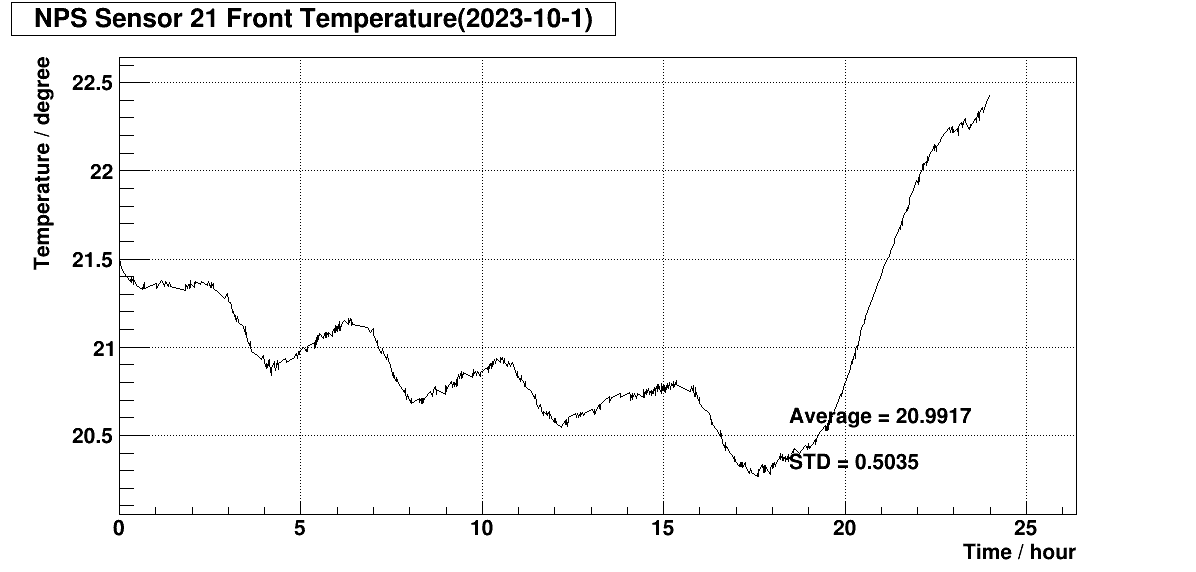 NPS Sensor 21 Front Temperature(2023-10-1)
Temperature / degree
22.5
22
21.5
21
20.5
Average = 20.9917
STD = 0.5035
0 5 10 15 20 25
Time / hour